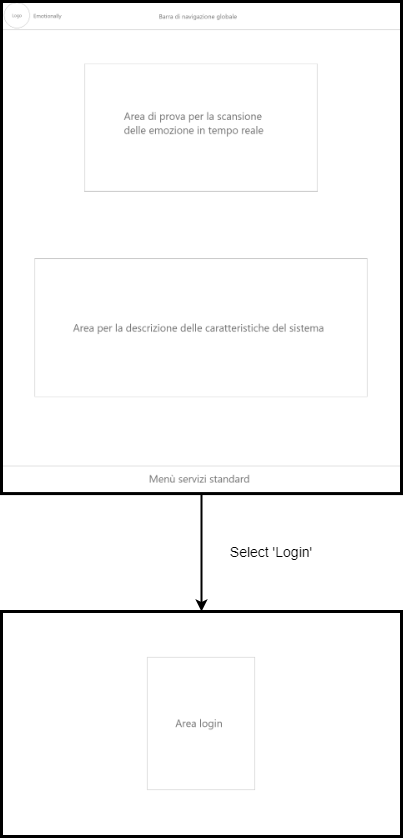 Logo
Emotionally
Barra di navigazione globale
Area di prova per la scansione
delle emozione in tempo reale
Area per la descrizione delle caratteristiche del sistema
Menù servizi standard
Select 'Login'
Area login